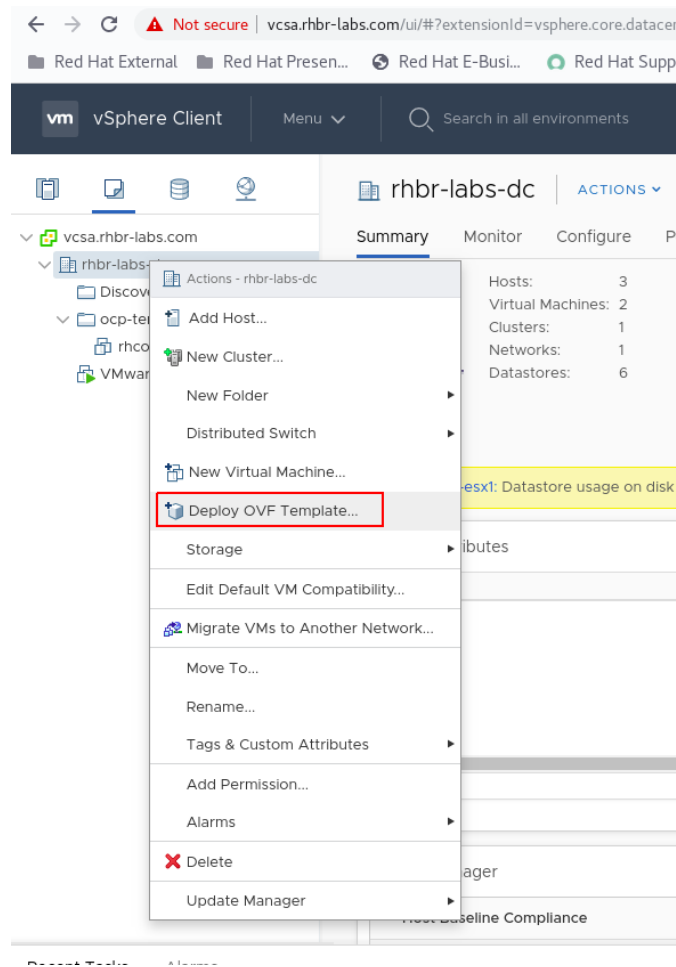 Not secure | vcsa.rhbr-labs.com/ui/#?extensionId=vsphere.core.datacer
Red Hat External Red Hat Presen... Red Hat E-Busi... Red Hat Supp
vm vSphere Client Menu Search in all environments
rhbr-labs-dc ACTIONS
Summary Monitor Configure P
vcsa.rhbr-labs.com
rhbr-labs-
Discov
ocp-te
rhco
VMwar
Hosts: 3
Virtual Machines: 2
Clusters: 1
Networks: 1
Datastores: 6
Actions - rhbr-labs-dc
Add Host...
New Cluster...
New Folder
Distributed Switch
New Virtual Machine...
Deploy OVF Template...
Storage
Edit Default VM Compatibility...
Migrate VMs to Another Network...
Move To...
Rename...
Tags & Custom Attributes
Add Permission...
Alarms
Delete
Update Manager
-esx1: Datastore usage on disk
ibutes
ager
Host Baseline Compliance
Recent Tasks Alarms